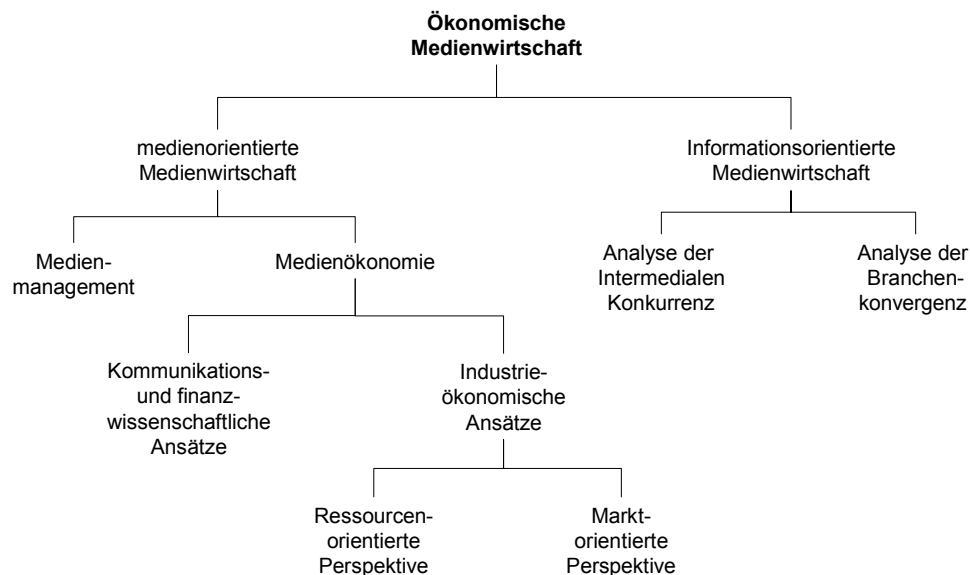 Ökonomische
Medienwirtschaft
medienorientierte
Medienwirtschaft
Informationsorientierte
Medienwirtschaft
Medien-
management
Medienökonomie
Analyse der
Intermedialen
Konkurrenz
Analyse der
Branchen-
konvergenz
Kommunikations-
und finanz-
wissenschaftliche
Ansätze
Industrie-
ökonomische
Ansätze
Ressourcen-
orientierte
Perspektive
Markt-
orientierte
Perspektive